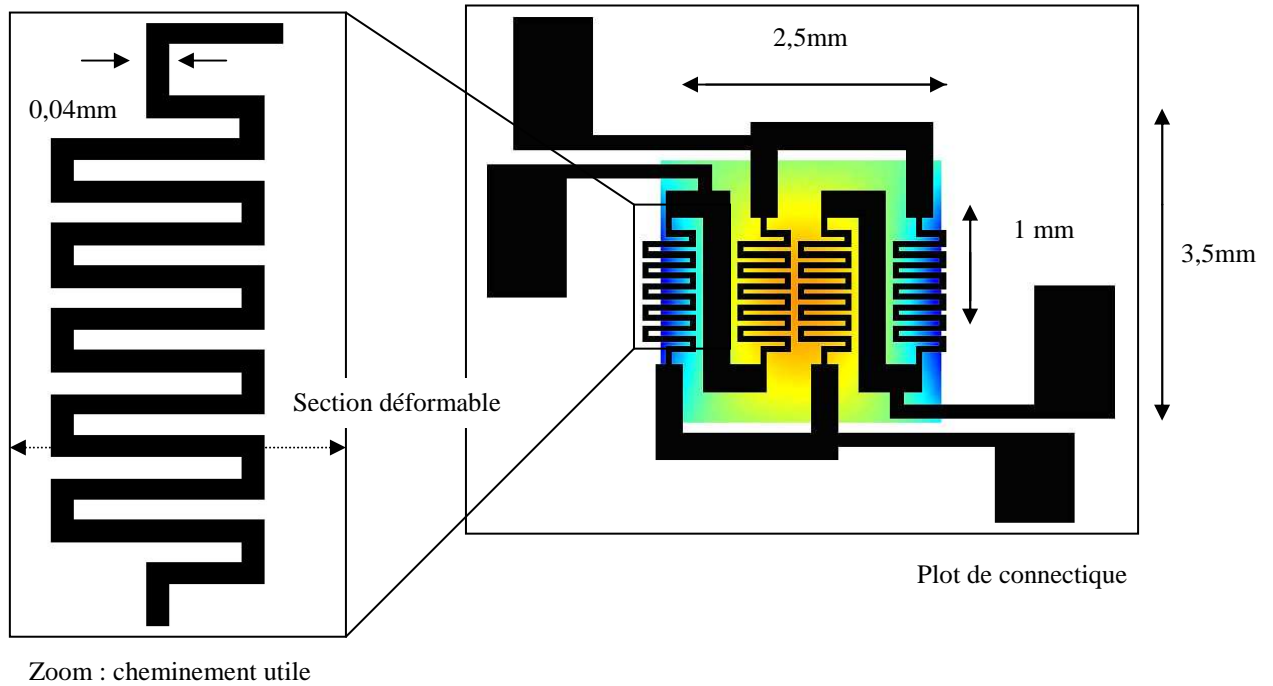 2,5mm
0,04mm
1 mm
3,5mm
Section déformable
Plot de connectique
Zoom : cheminement utile